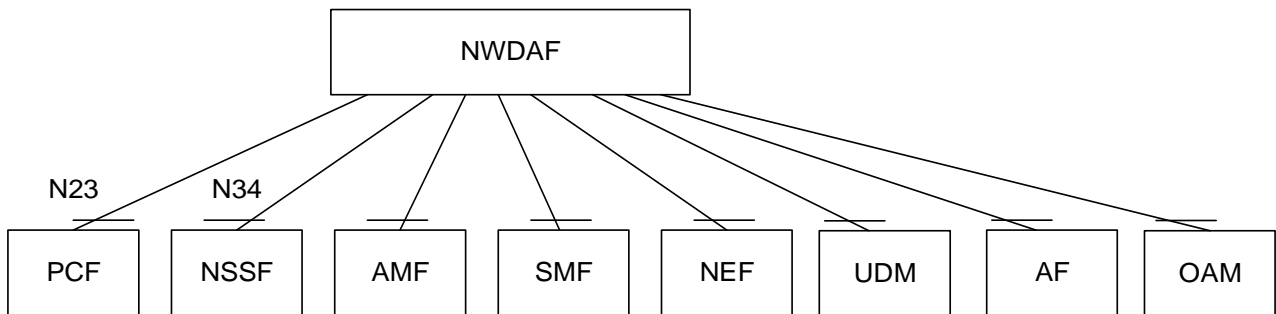 NWDAF
N23 N34
PCF NSSF AMF SMF NEF UDM AF OAM